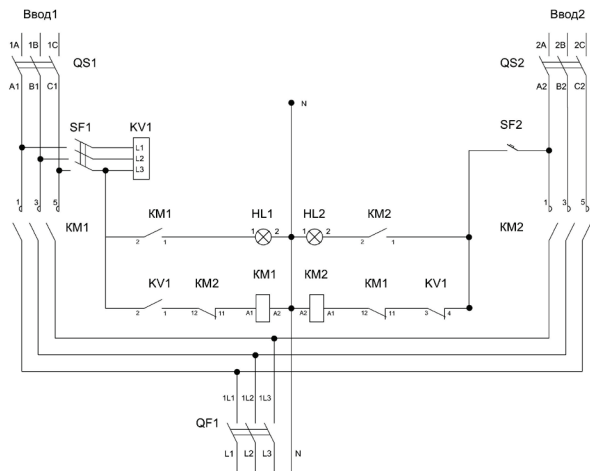 Ввод1 Ввод2
1A 1B 1C 2A 2B 2C
QS1 QS2
A1 B1 C1 A2 B2 C2
N
SF1 KV1 SF2
L1
L2
L3
1 3 5 1 3 5
KM1 KM1 HL1 HL2 KM2 KM2
1 2 1 2
2 1 2 1
KV1 KM2 KM1 KM2 KM1 KV1
2 1 12 11 A1 A2 A2 A1 12 11 3 4
1L1 1L2 1L3
QF1
L1 L2 L3 N